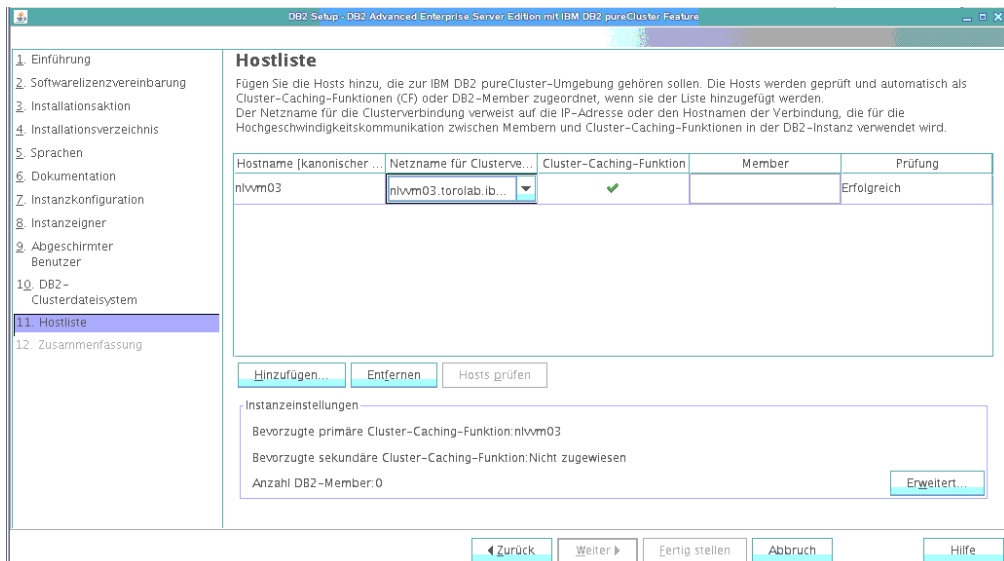 DB2 Setup - DB2 Advanced Enterprise Server Edition mit IBM DB2 pureCluster Feature
1. Einführung
2. Softwarelizenzvereinbarung
3. Installationsaktion
4. Installationsverzeichnis
5. Sprachen
6. Dokumentation
7. Instanzkonfiguration
8. Instanzeigner
9. Abgeschirmter
Benutzer
10. DB2-
Clusterdateisystem
11. Hostliste
12. Zusammenfassung
Hostliste
Fügen Sie die Hosts hinzu, die zur IBM DB2 pureCluster-Umgebung gehören sollen. Die Hosts werden geprüft und automatisch als
Cluster-Caching-Funktionen (CF) oder DB2-Member zugeordnet, wenn sie der Liste hinzugefügt werden.
Der Netzname für die Clusterverbindung verweist auf die IP-Adresse oder den Hostnamen der Verbindung, die für die
Hochgeschwindigkeitskommunikation zwischen Membern und Cluster-Caching-Funktionen in der DB2-Instanz verwendet wird.
Hostname [kanonischer ... Netzname für Clusterve... Cluster-Caching-Funktion Member Prüfung
nlvvm03 nlvvm03.torolab.ib... Erfolgreich
Hinzufügen... Entfernen Hosts prüfen
Instanzeinstellungen
Bevorzugte primäre Cluster-Caching-Funktion:nlvvm03
Bevorzugte sekundäre Cluster-Caching-Funktion:Nicht zugewiesen
Anzahl DB2-Member:0 Erweitert...
Zurück Weiter Fertig stellen Abbruch Hilfe